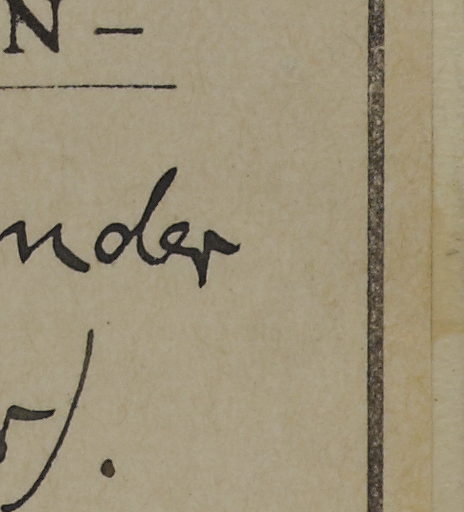 N –
nder
5).